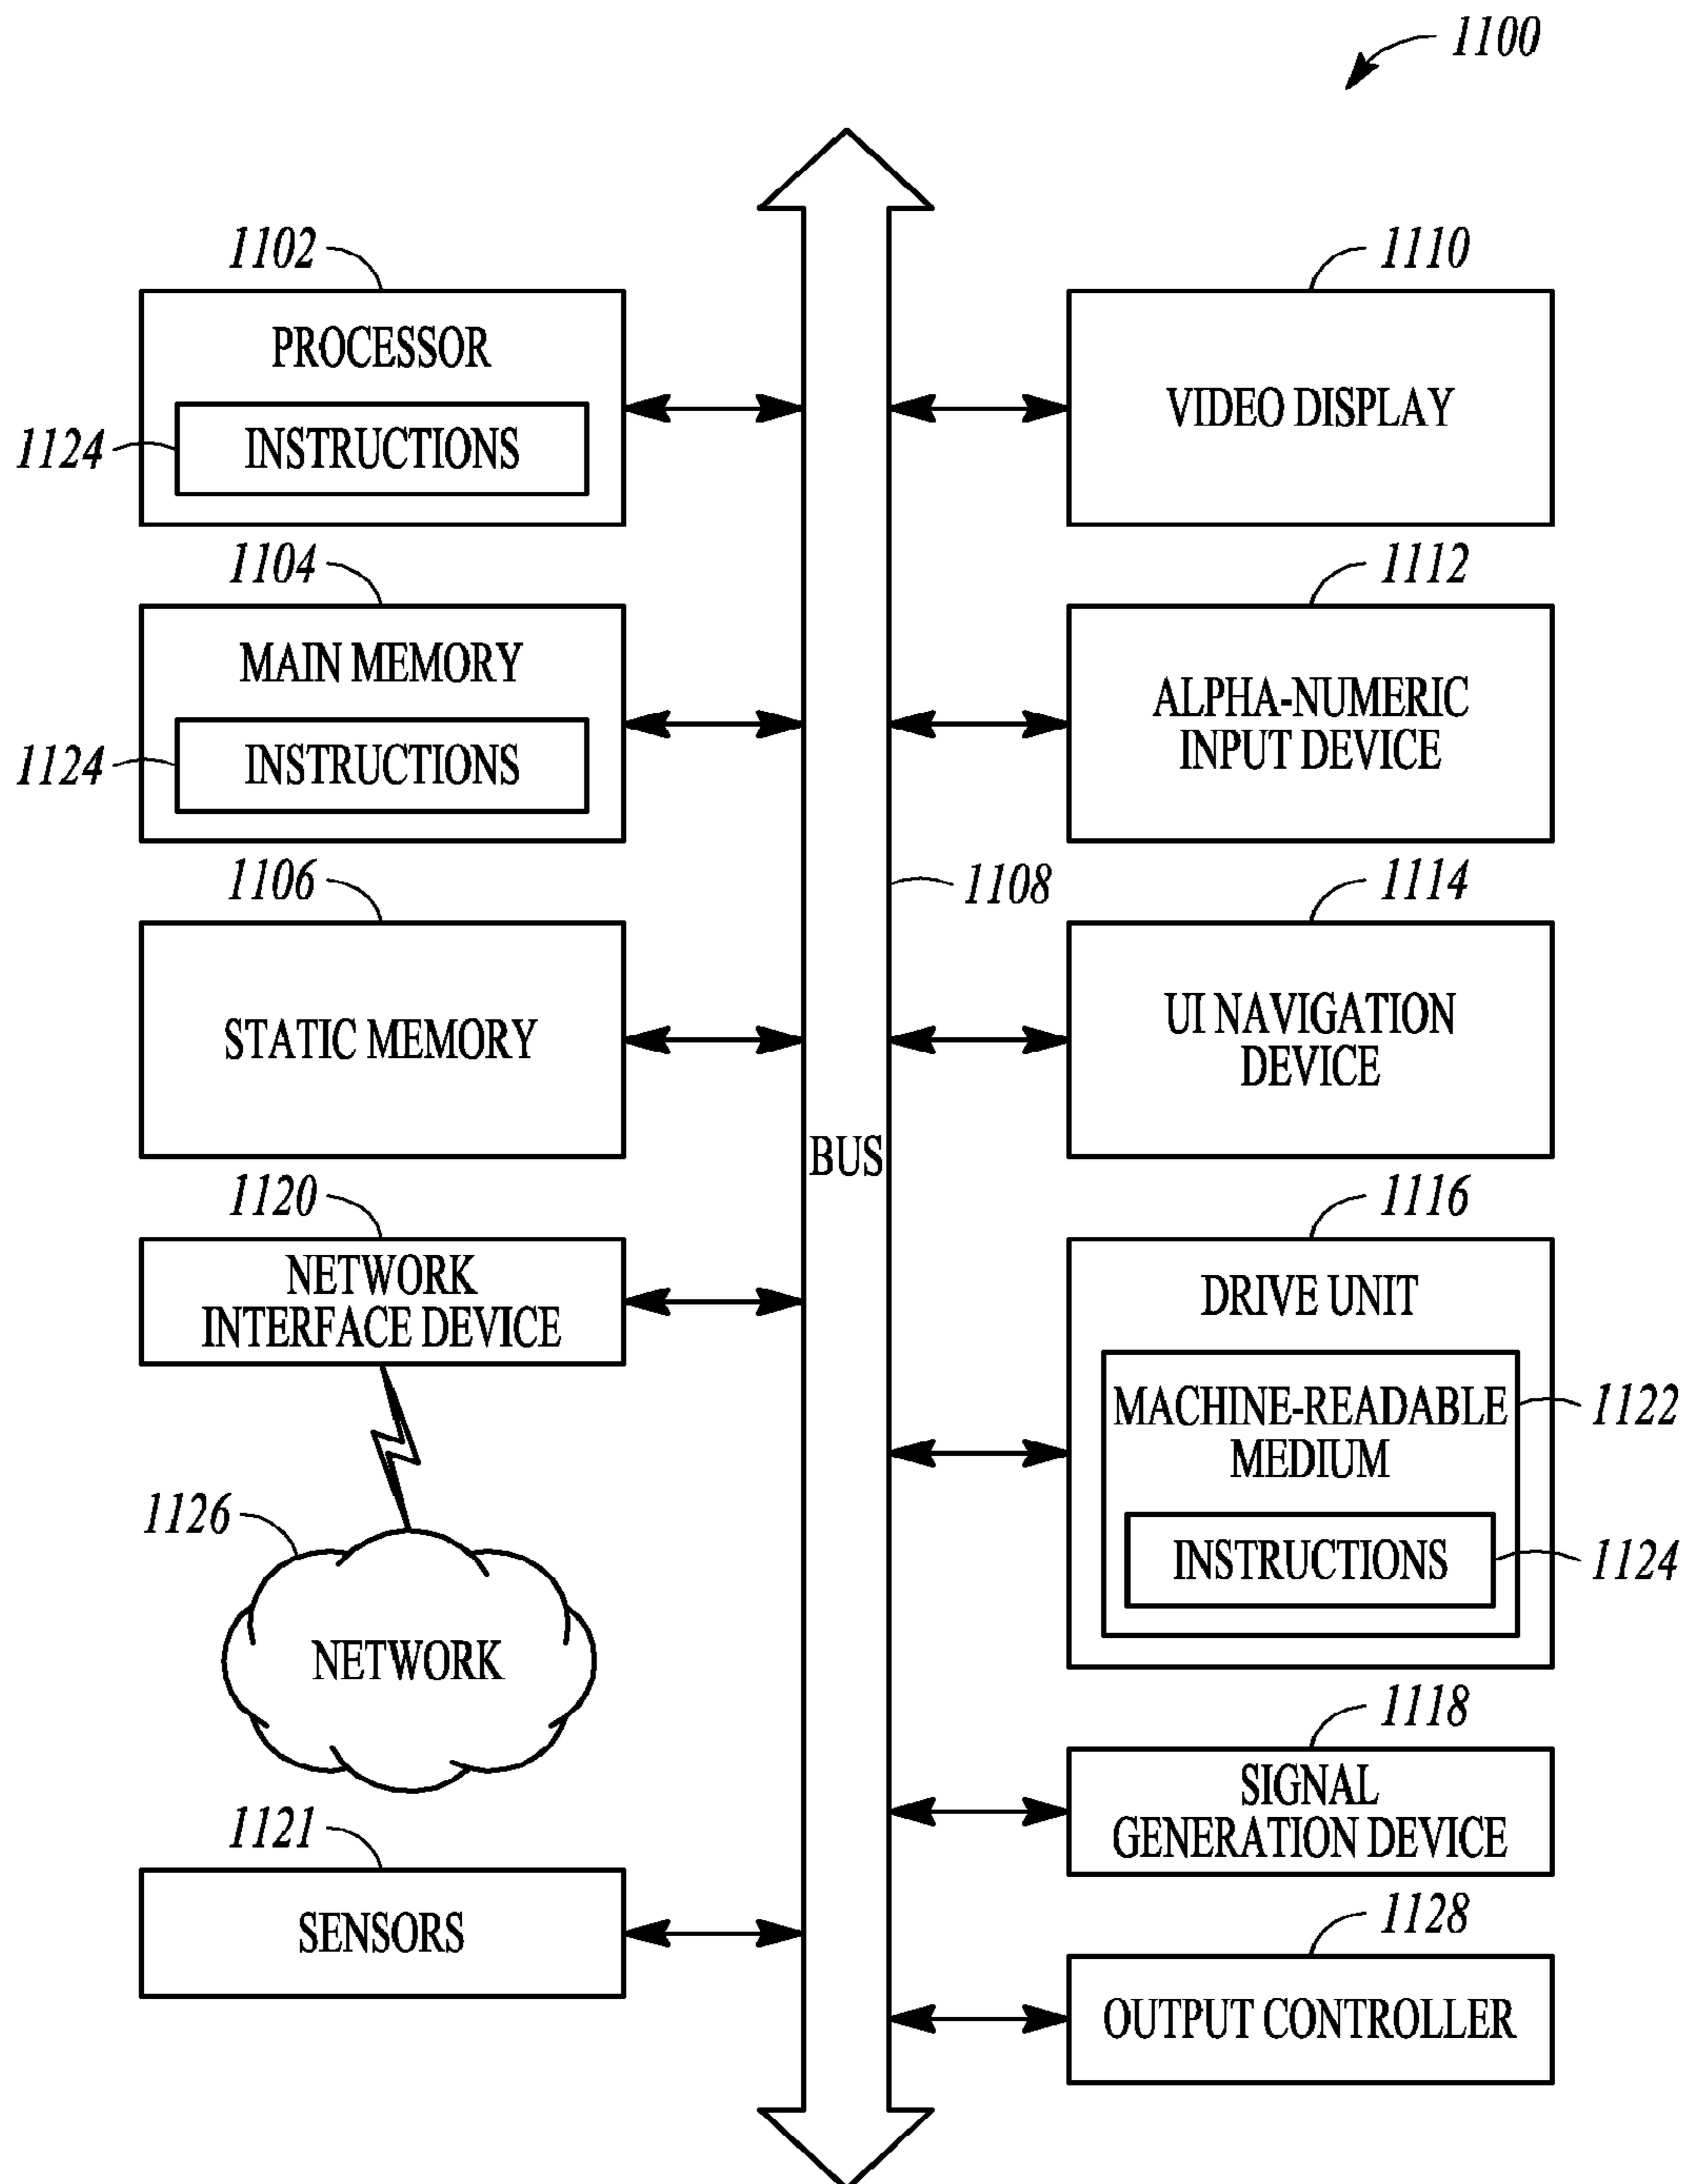 1100
1102
PROCESSOR
1124
INSTRUCTIONS
1104
MAIN MEMORY
1124
INSTRUCTIONS
1106
STATIC MEMORY
1120
NETWORK
INTERFACE DEVICE
1126
NETWORK
1121
SENSORS
1108
BUS
1110
VIDEO DISPLAY
1112
ALPHA-NUMERIC
INPUT DEVICE
1114
UI NAVIGATION
DEVICE
1116
DRIVE UNIT
MACHINE-READABLE
MEDIUM
1122
INSTRUCTIONS
1124
1118
SIGNAL
GENERATION DEVICE
1128
OUTPUT CONTROLLER